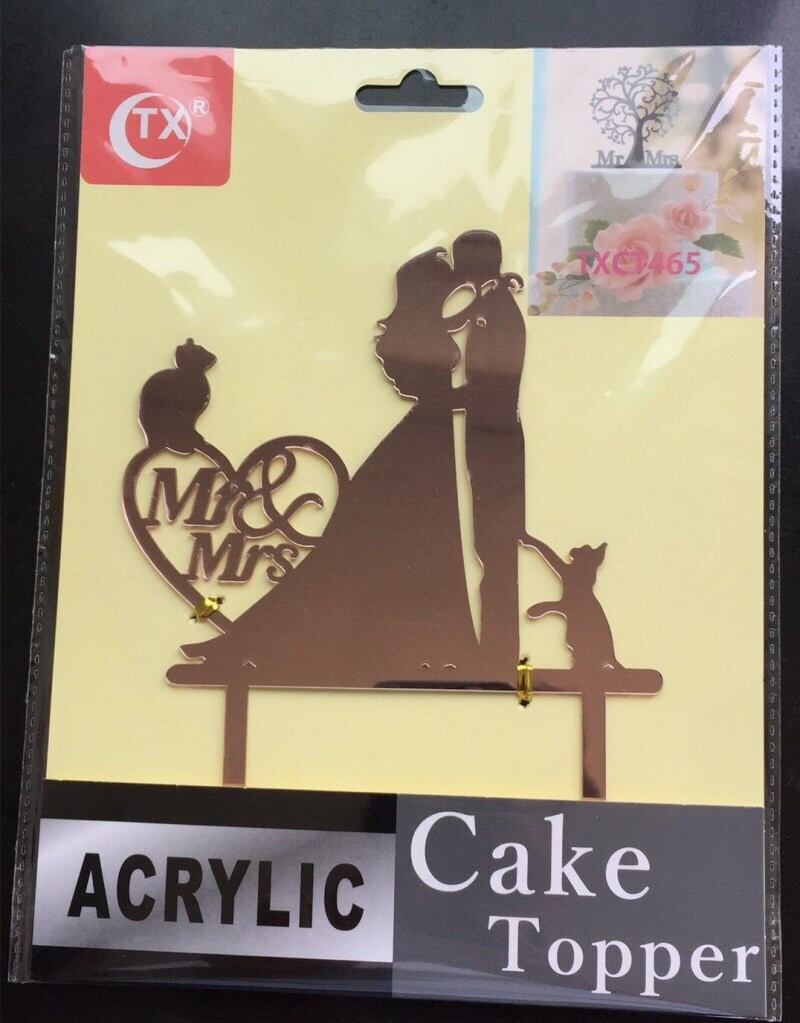 TX®
Mr Mrs
TXCT465
Mr &
Mrs
ACRYLIC
Cake
Topper